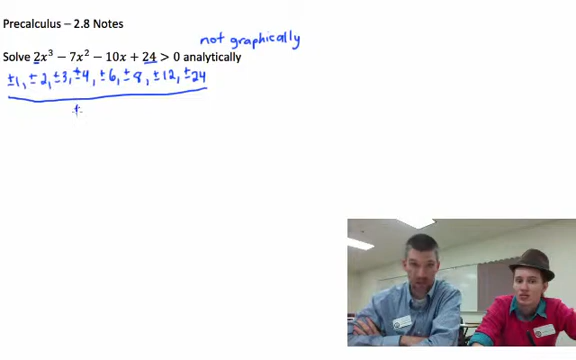 Precalculus – 2.8 Notes
not graphically
Solve 2x³ − 7x² − 10x + 24 > 0 analytically
±1, ±2, ±3, ±4, ±6, ±8, ±12, ±24
±